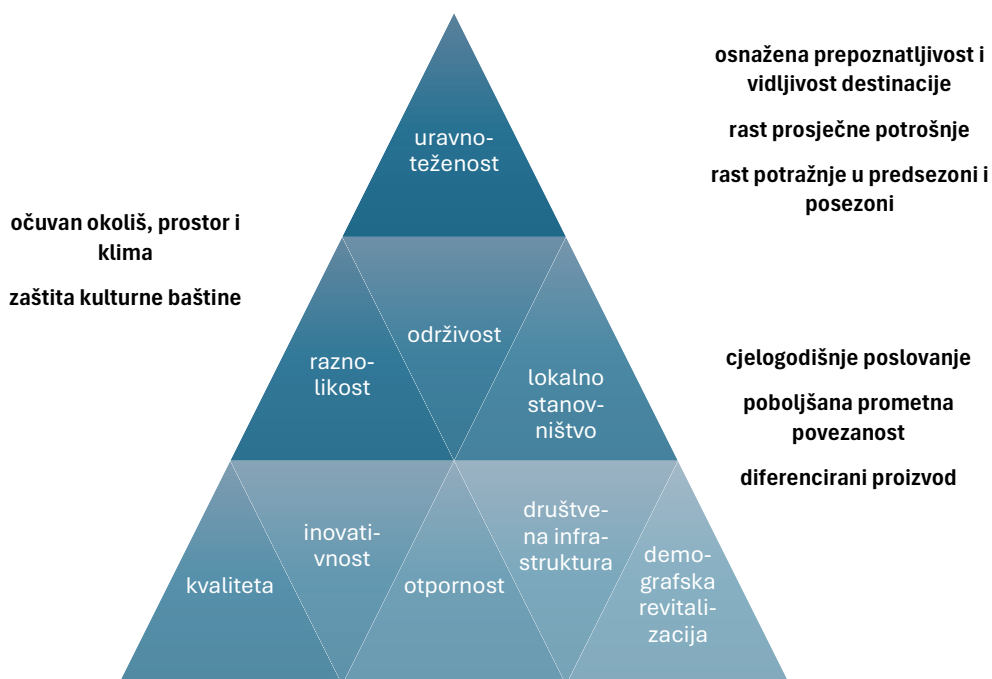 osnažena prepoznatljivost i
vidljivost destinacije
rast prosječne potrošnje
rast potražnje u predsezoni i
posezoni
uravno-
teženost
očuvan okoliš, prostor i
klima
zaštita kulturne baštine
održivost
razno-
likost
lokalno
stanov-
ništvo
cjelogodišnje poslovanje
poboljšana prometna
povezanost
diferencirani proizvod
kvaliteta
inovati-
vnost
otpornost
društve-
na infra-
struktura
demo-
grafska
revitali-
zacija